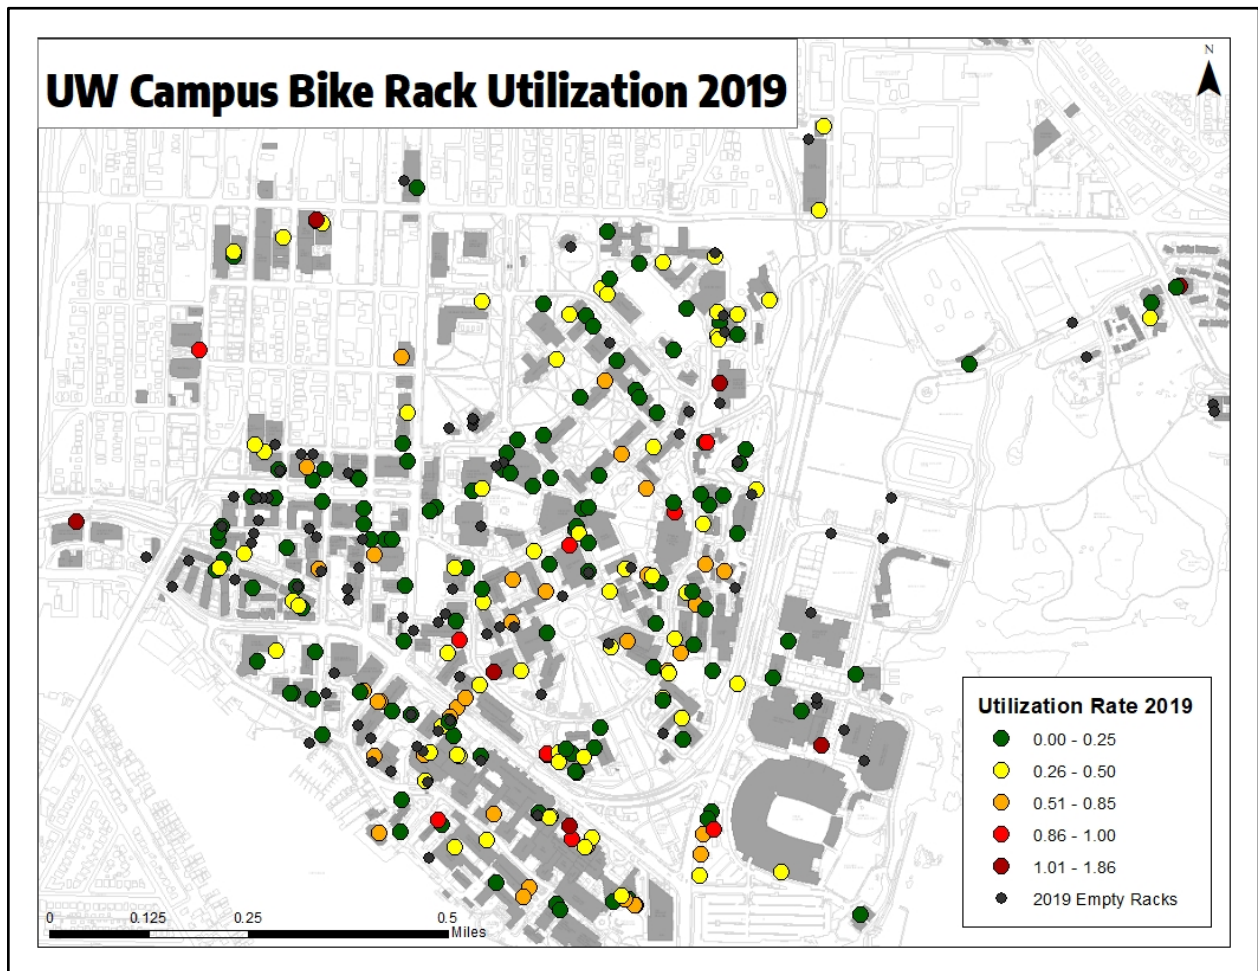 UW Campus Bike Rack Utilization 2019
N
Utilization Rate 2019
0.00 - 0.25
0.26 - 0.50
0.51 - 0.85
0.86 - 1.00
1.01 - 1.86
2019 Empty Racks
0 0.125 0.25 0.5
Miles